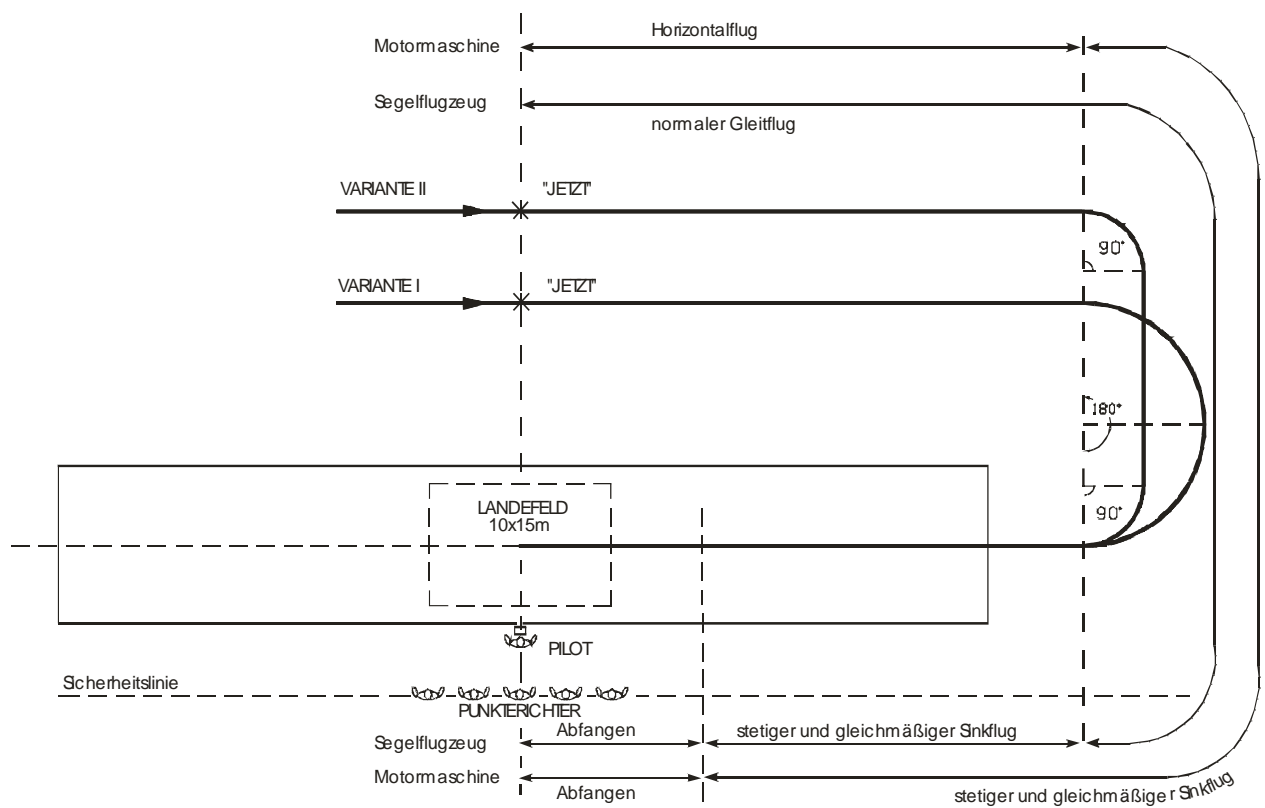 Horizontalflug
Motormaschine
Segelflugzeug
normaler Gleitflug
VARIANTE II
"JETZT"
90°
VARIANTE I
"JETZT"
180°
LANDEFELD
10x15m
90°
PILOT
Sicherheitslinie
PUNKTERICHTER
Segelflugzeug
Abfangen
stetiger und gleichmäßiger Sinkflug
Motormaschine
Abfangen
stetiger und gleichmäßiger Sinkflug